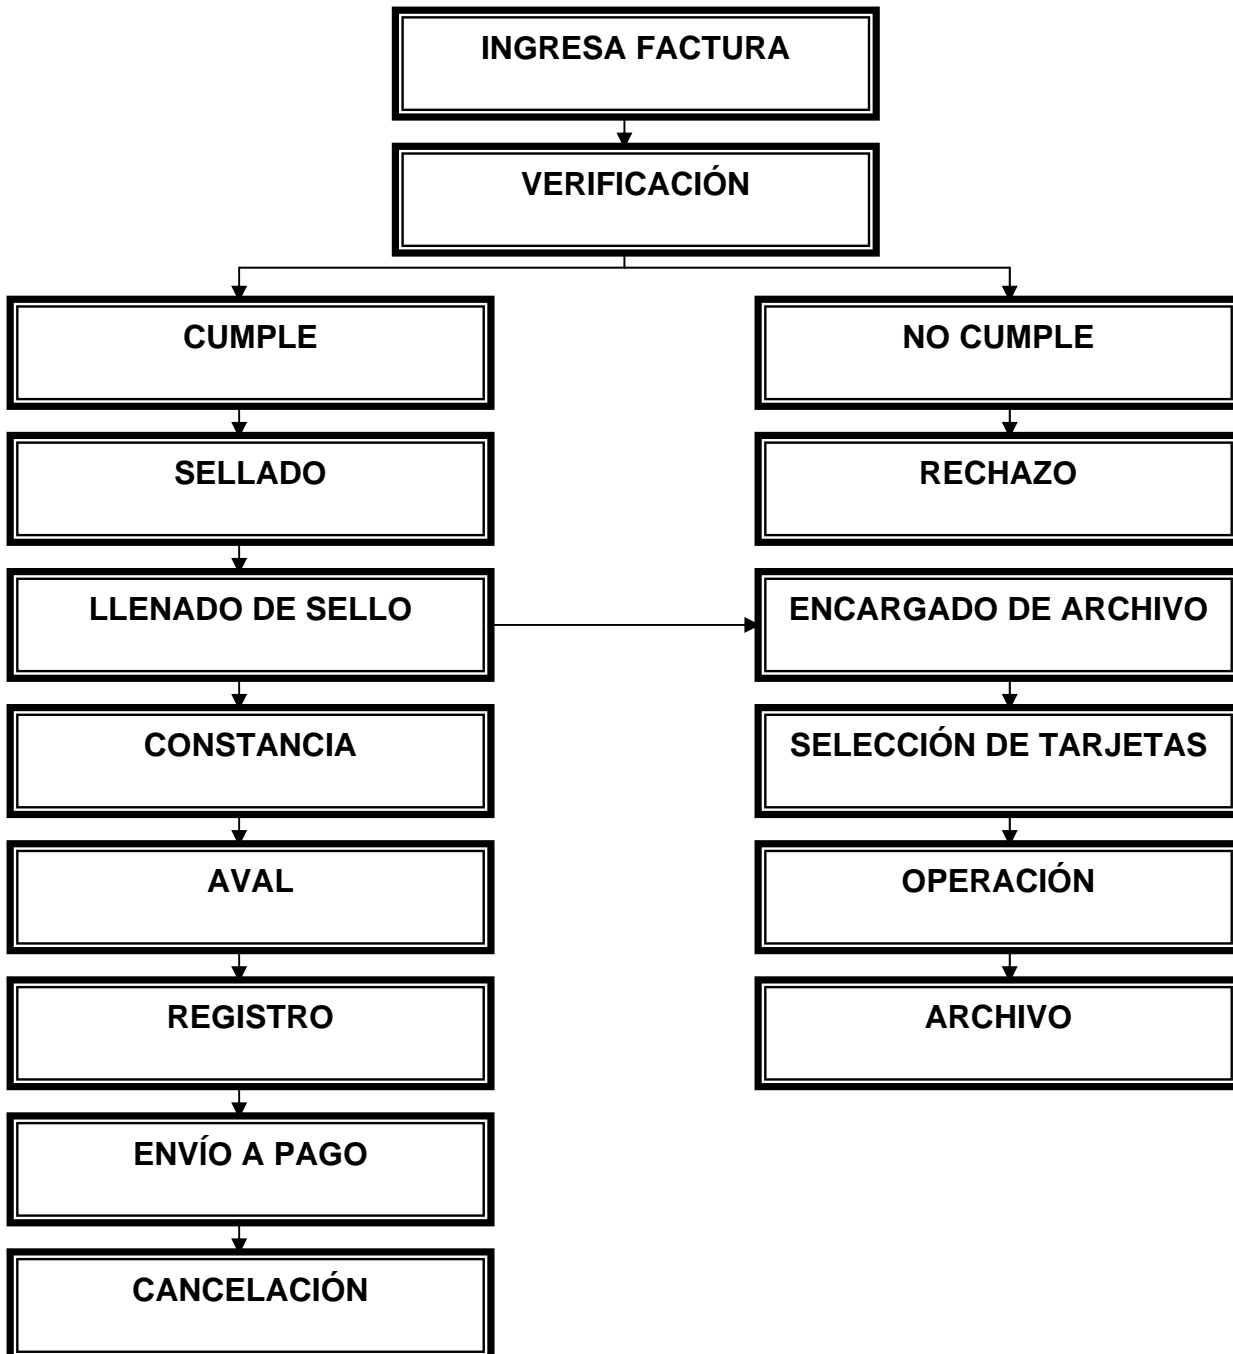 INGRESA FACTURA
VERIFICACIÓN
CUMPLE
NO CUMPLE
SELLADO
RECHAZO
LLENADO DE SELLO
ENCARGADO DE ARCHIVO
CONSTANCIA
SELECCIÓN DE TARJETAS
AVAL
OPERACIÓN
REGISTRO
ARCHIVO
ENVÍO A PAGO
CANCELACIÓN